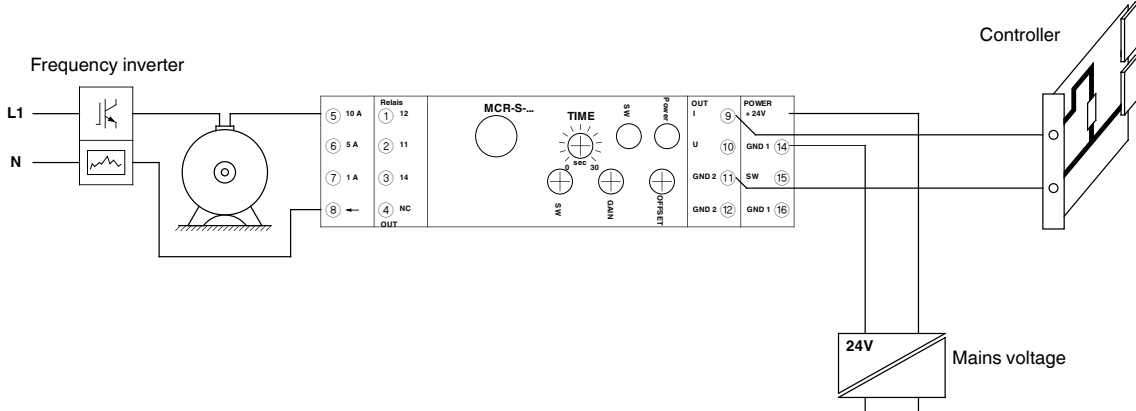 Controller
Frequency inverter
L1
N
5 10 A
6 5 A
7 1 A
8 ←
Relais
1 12
2 11
3 14
4 NC
OUT
MCR-S-...
TIME
0 sec 30
SW
Power
SW
GAIN
OFFSET
OUT
I 9
U 10
GND 2 11
GND 2 12
POWER
+ 24V
GND 1 14
SW 15
GND 1 16
24V
Mains voltage